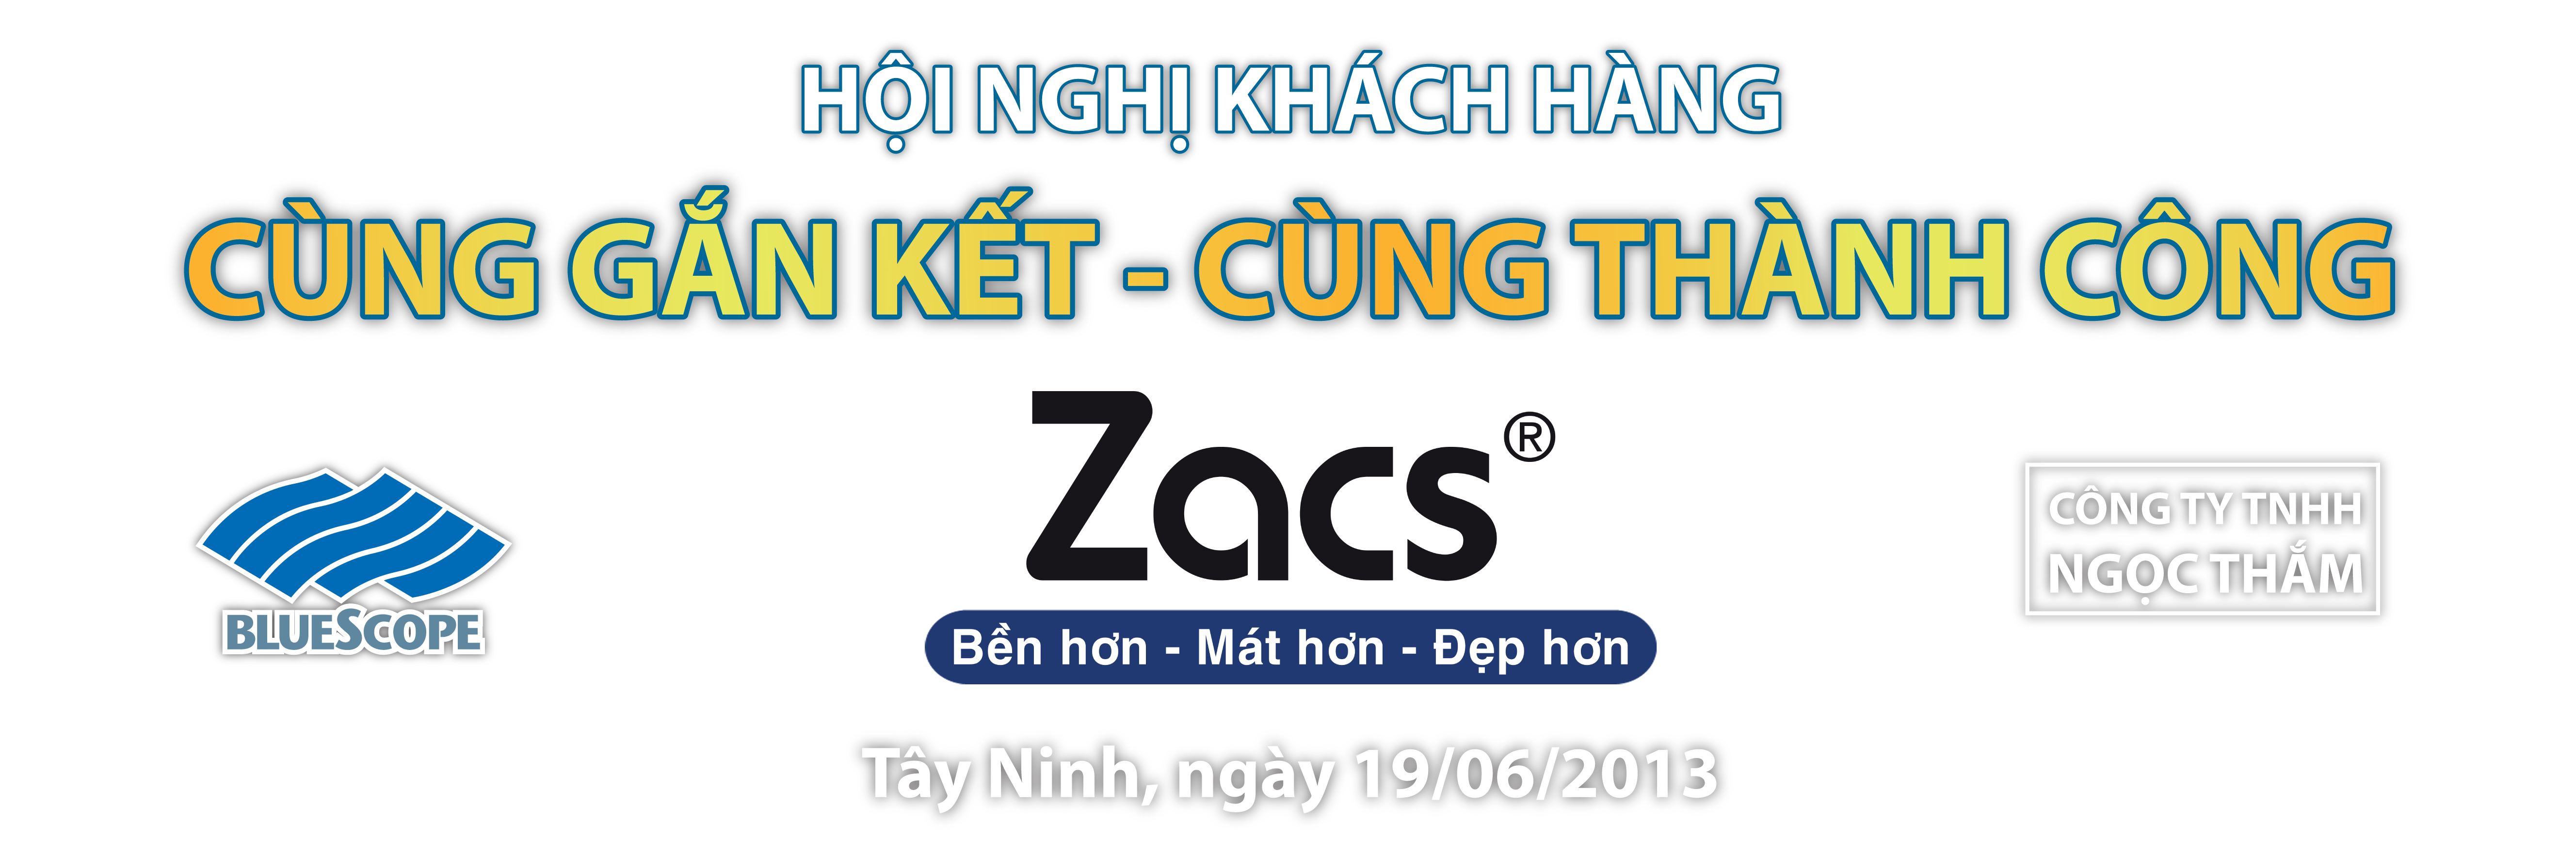 HỘI NGHỊ KHÁCH HÀNG
CÙNG GẮN KẾT - CÙNG THÀNH CÔNG
Zacs®
BLUESCOPE
CÔNG TY TNHH
NGỌC THẮM
Bền hơn - Mát hơn - Đẹp hơn
Tây Ninh, ngày 19/06/2013